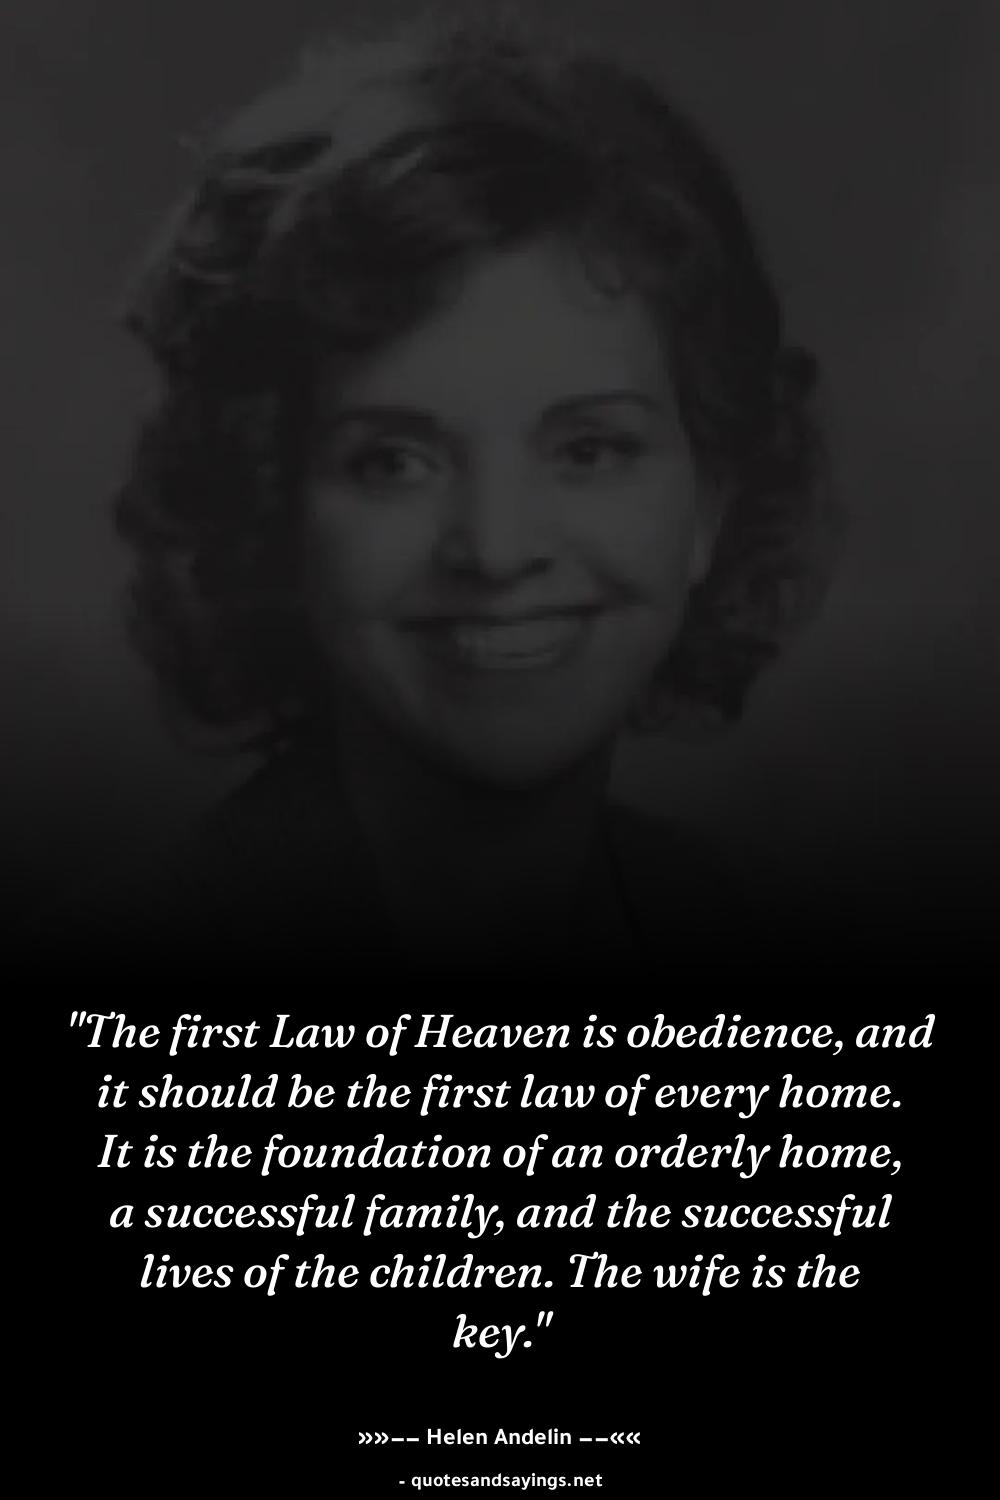 "The first Law of Heaven is obedience, and
it should be the first law of every home.
It is the foundation of an orderly home,
a successful family, and the successful
lives of the children. The wife is the
key."
»»–– Helen Andelin ––««
- quotesandsayings.net